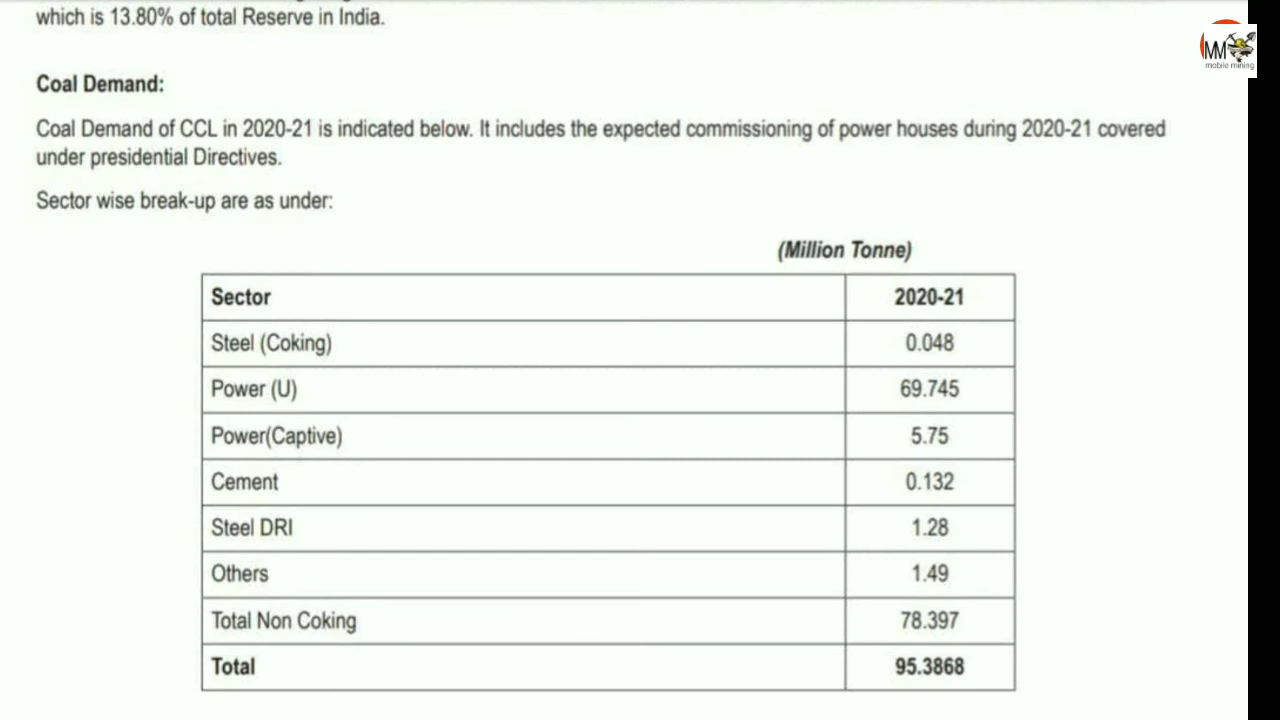 which is 13.80% of total Reserve in India.
MM
mobile mining
Coal Demand:
Coal Demand of CCL in 2020-21 is indicated below. It includes the expected commissioning of power houses during 2020-21 covered
under presidential Directives.
Sector wise break-up are as under:
(Million Tonne)
Sector 2020-21
Steel (Coking) 0.048
Power (U) 69.745
Power(Captive) 5.75
Cement 0.132
Steel DRI 1.28
Others 1.49
Total Non Coking 78.397
Total 95.3868